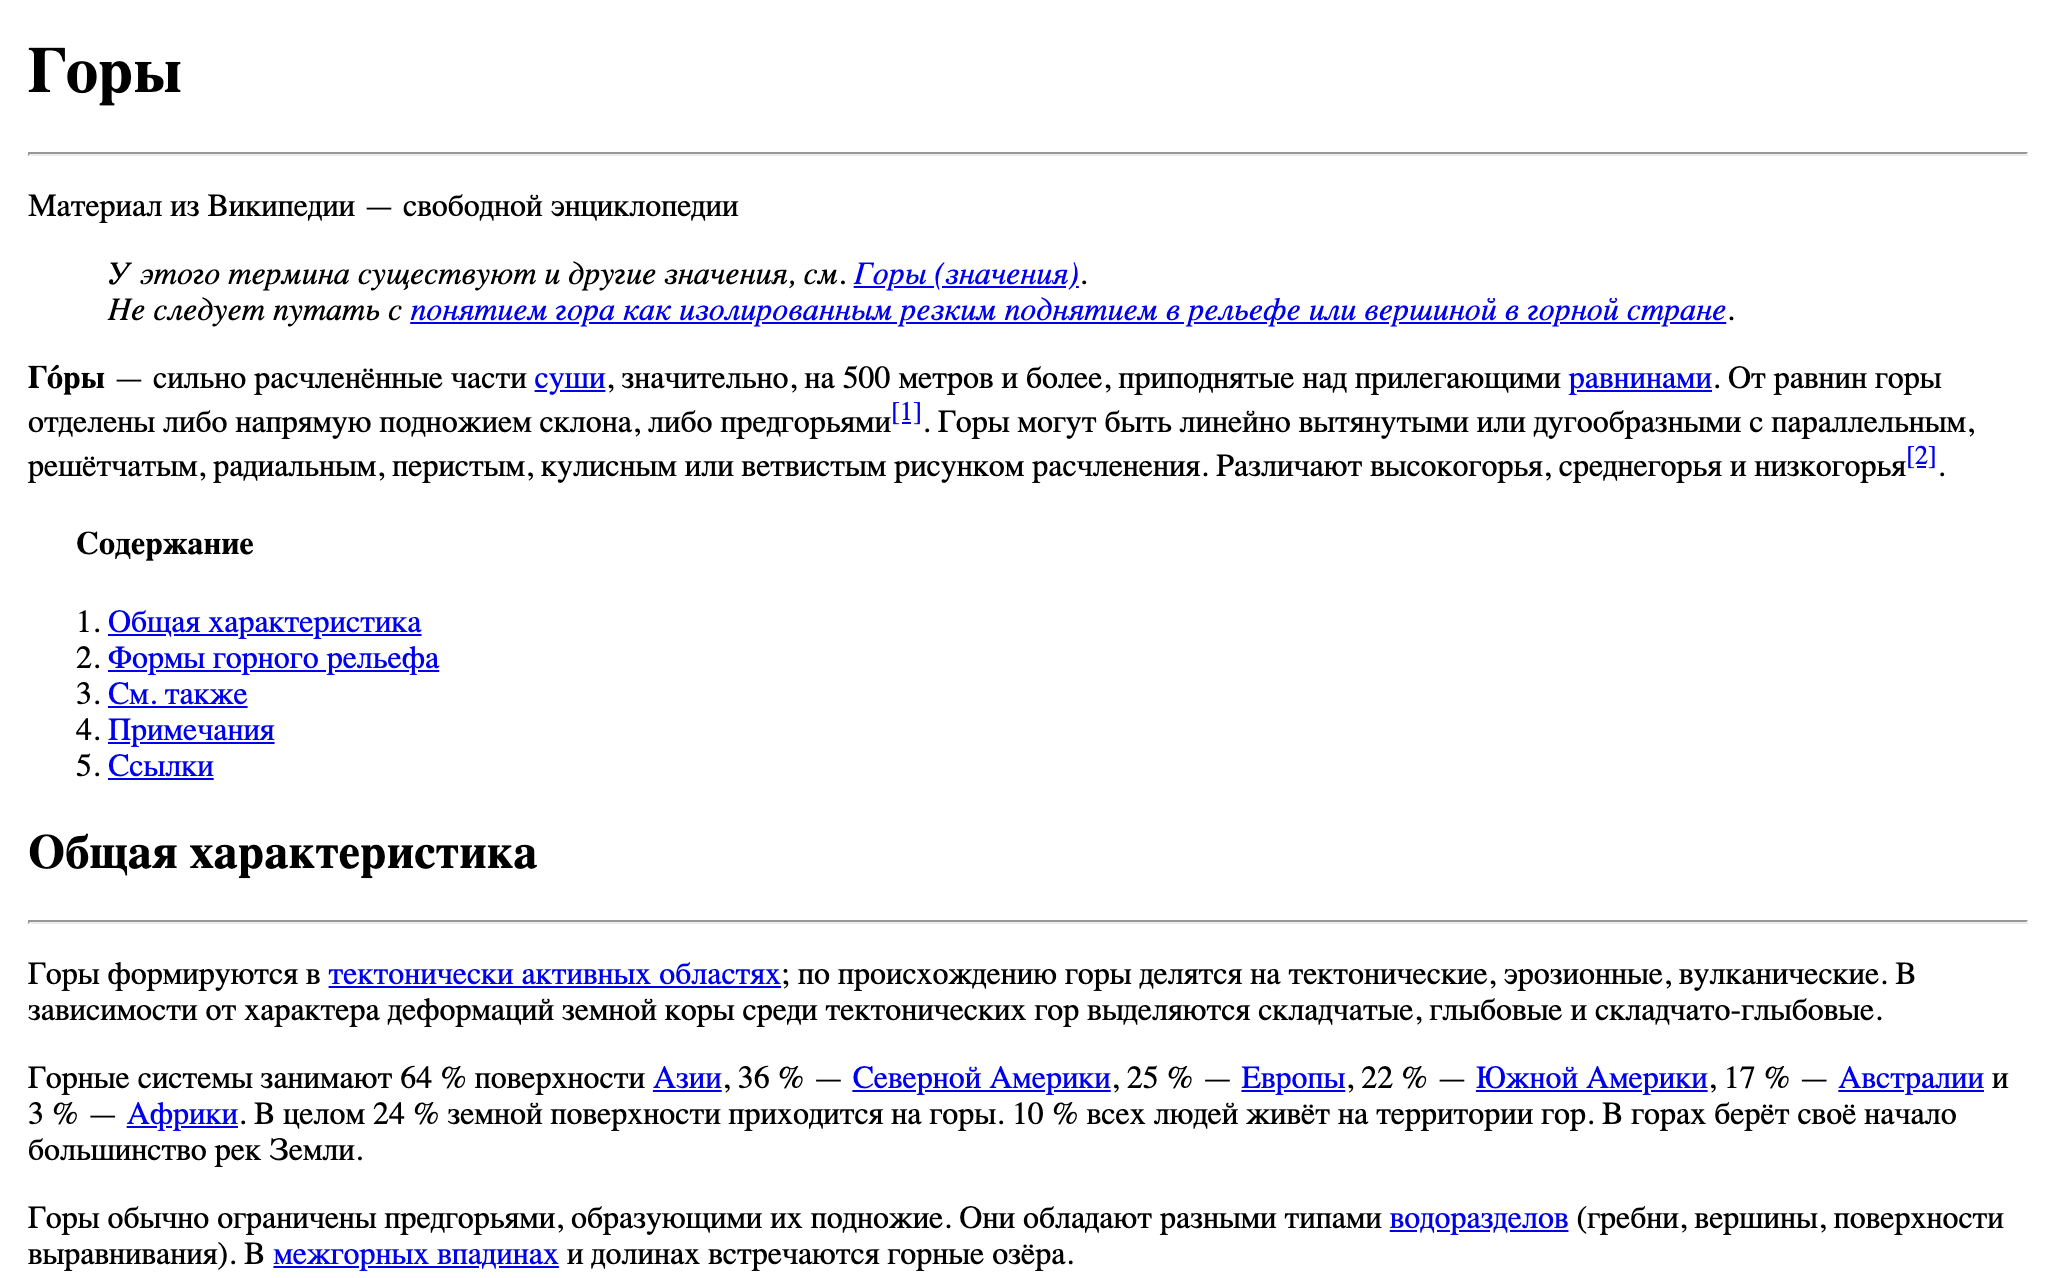 Горы
Материал из Википедии — свободной энциклопедии
У этого термина существуют и другие значения, см. Горы (значения).
Не следует путать с понятием гора как изолированным резким поднятием в рельефе или вершиной в горной стране.
Го́ры — сильно расчленённые части суши, значительно, на 500 метров и более, приподнятые над прилегающими равнинами. От равнин горы
отделены либо напрямую подножием склона, либо предгорьями[1]. Горы могут быть линейно вытянутыми или дугообразными с параллельным,
решётчатым, радиальным, перистым, кулисным или ветвистым рисунком расчленения. Различают высокогорья, среднегорья и низкогорья[2].
Содержание
1. Общая характеристика
2. Формы горного рельефа
3. См. также
4. Примечания
5. Ссылки
Общая характеристика
Горы формируются в тектонически активных областях; по происхождению горы делятся на тектонические, эрозионные, вулканические. В
зависимости от характера деформаций земной коры среди тектонических гор выделяются складчатые, глыбовые и складчато-глыбовые.
Горные системы занимают 64 % поверхности Азии, 36 % — Северной Америки, 25 % — Европы, 22 % — Южной Америки, 17 % — Австралии и
3 % — Африки. В целом 24 % земной поверхности приходится на горы. 10 % всех людей живёт на территории гор. В горах берёт своё начало
большинство рек Земли.
Горы обычно ограничены предгорьями, образующими их подножие. Они обладают разными типами водоразделов (гребни, вершины, поверхности
выравнивания). В межгорных впадинах и долинах встречаются горные озёра.